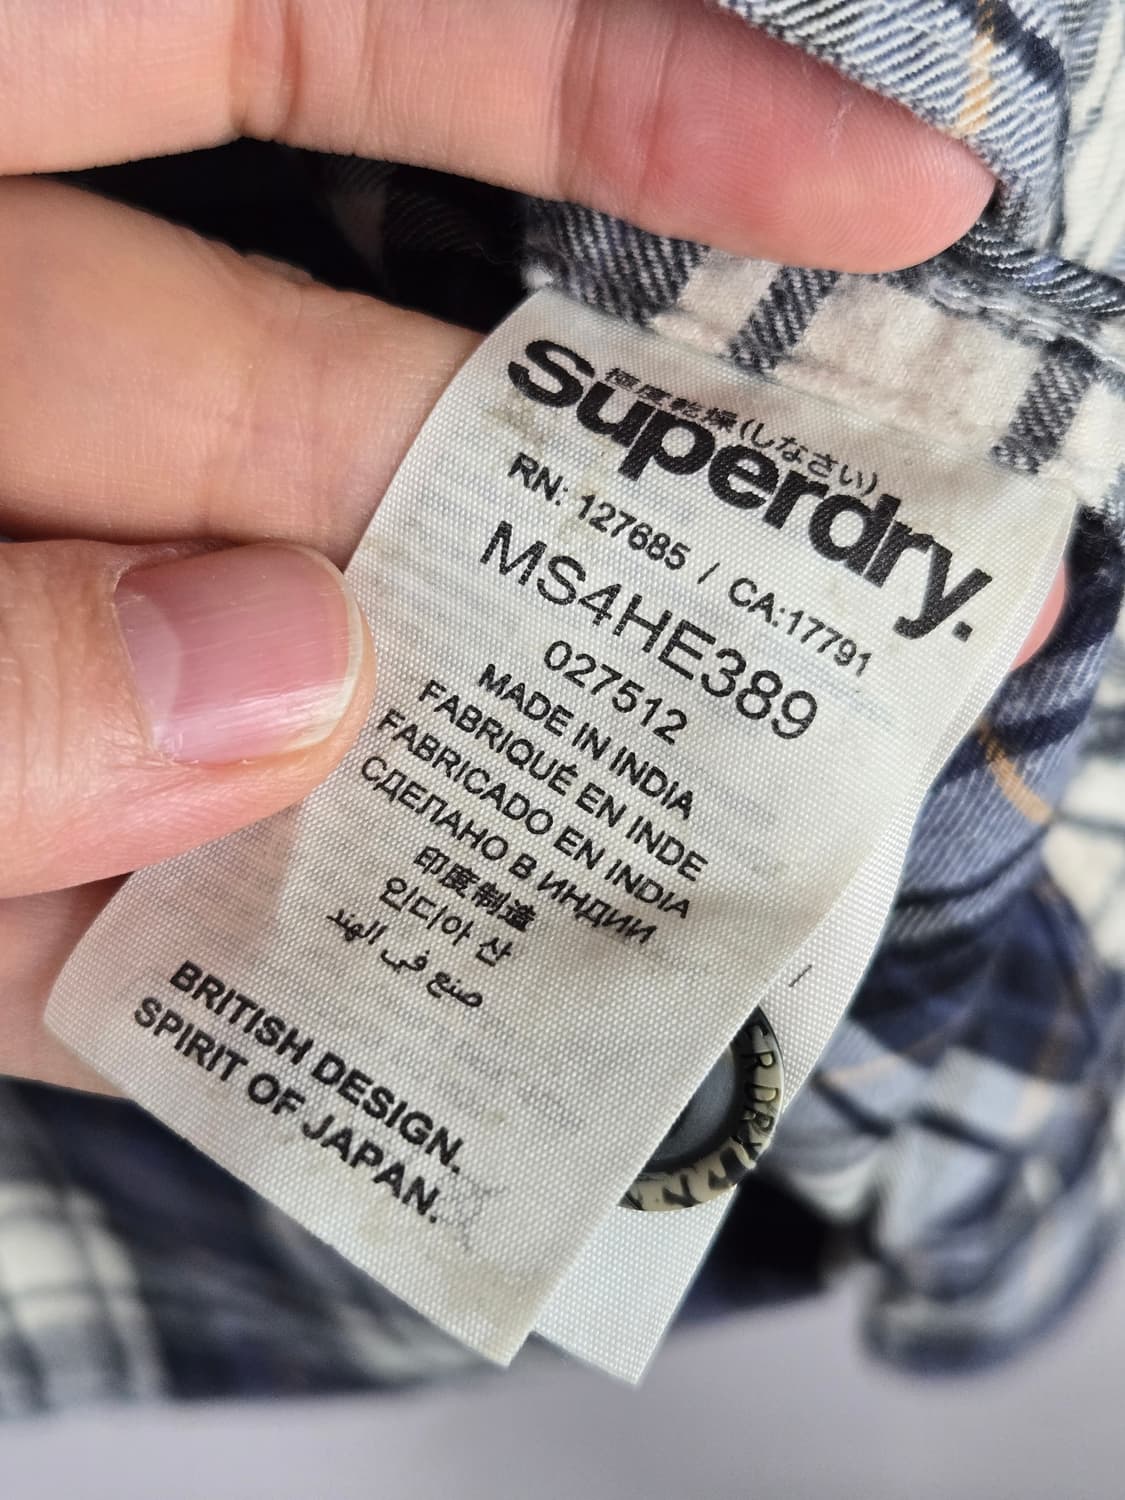 極度乾燥(しなさい)
Superdry.
RN: 127685 / CA:17791
MS4HE389
027512
MADE IN INDIA
FABRIQUÉ EN INDE
FABRICADO EN INDIA
СДЕЛАНО В ИНДИИ
印度制造
인디아 산
صنع في الهند
BRITISH DESIGN.
SPIRIT OF JAPAN.